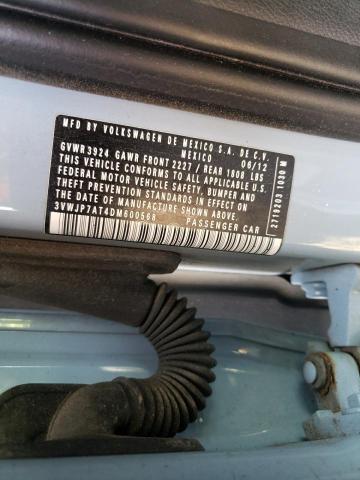 MFD BY VOLKSWAGEN DE MEXICO S.A. DE C.V.
MEXICO 06/12
GVWR 3924 GAWR FRONT 2227 / REAR 1808 LBS
THIS VEHICLE CONFORMS TO ALL APPLICABLE U.S.
FEDERAL MOTOR VEHICLE SAFETY, BUMPER AND
THEFT PREVENTION STANDARDS IN EFFECT ON
THE DATE OF MANUFACTURE SHOWN ABOVE.
3VWJP7AT4DM600568 PASSENGER CAR
271920311030 M